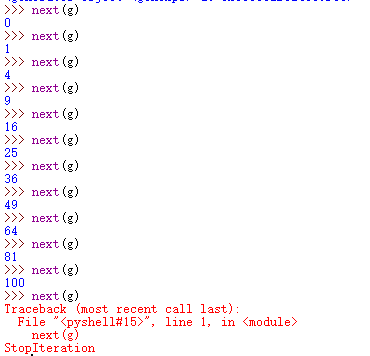 >>> next(g)
0
>>> next(g)
1
>>> next(g)
4
>>> next(g)
9
>>> next(g)
16
>>> next(g)
25
>>> next(g)
36
>>> next(g)
49
>>> next(g)
64
>>> next(g)
81
>>> next(g)
100
>>> next(g)
Traceback (most recent call last):
  File "<pyshell#15>", line 1, in <module>
    next(g)
StopIteration